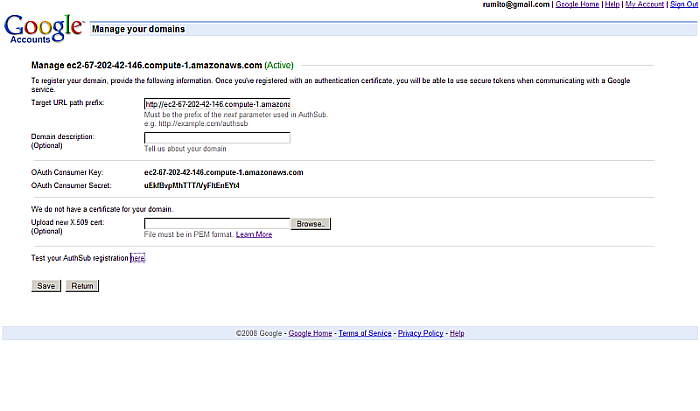 rumito@gmail.com | Google Home | Help | My Account | Sign Out
Google Accounts
Manage your domains
Manage ec2-67-202-42-146.compute-1.amazonaws.com (Active)
To register your domain, provide the following information. Once you've registered with an authentication certificate, you will be able to use secure tokens when communicating with a Google
service.
Target URL path prefix: http://ec2-67-202-42-146.compute-1.amazona
Must be the prefix of the next parameter used in AuthSub.
e.g. http://example.com/authsub
Domain description:
(Optional)
Tell us about your domain
OAuth Consumer Key: ec2-67-202-42-146.compute-1.amazonaws.com
OAuth Consumer Secret:
We do not have a certificate for your domain.
Upload new X.509 cert: Browse..
(Optional)
File must be in PEM format. Learn More
Test your AuthSub registration here.
Save Return
©2008 Google - Google Home - Terms of Service - Privacy Policy - Help